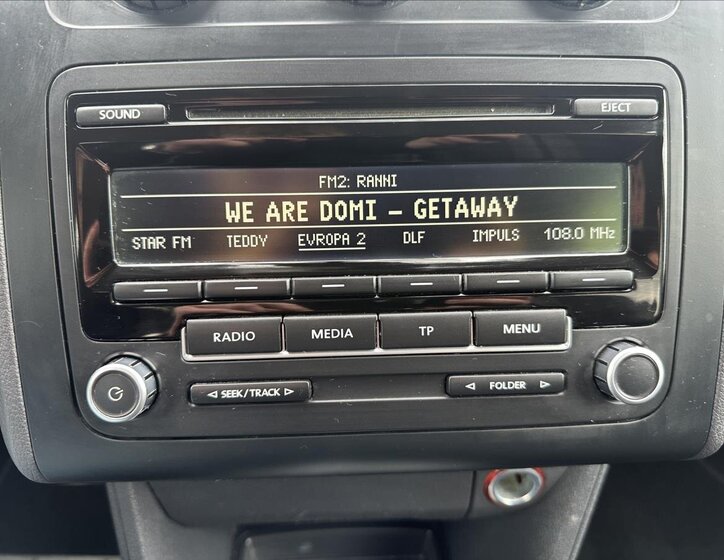 SOUND EJECT
FM2: RANNI
WE ARE DOMI - GETAWAY
STAR FM TEDDY EVROPA 2 DLF IMPULS 108.0 MHz
RADIO MEDIA TP MENU
SEEK/TRACK FOLDER